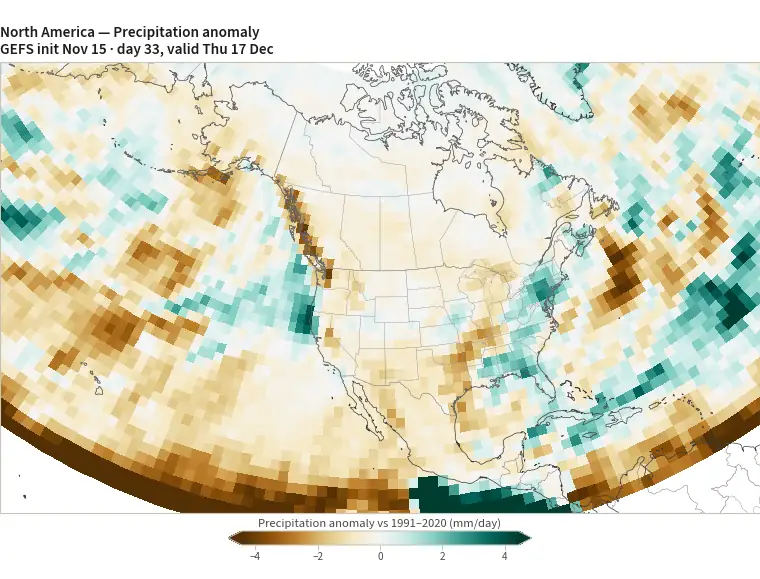 North America — Precipitation anomaly
GEFS init Nov 15 · day 33, valid Thu 17 Dec
Precipitation anomaly vs 1991–2020 (mm/day)
−4 −2 0 2 4